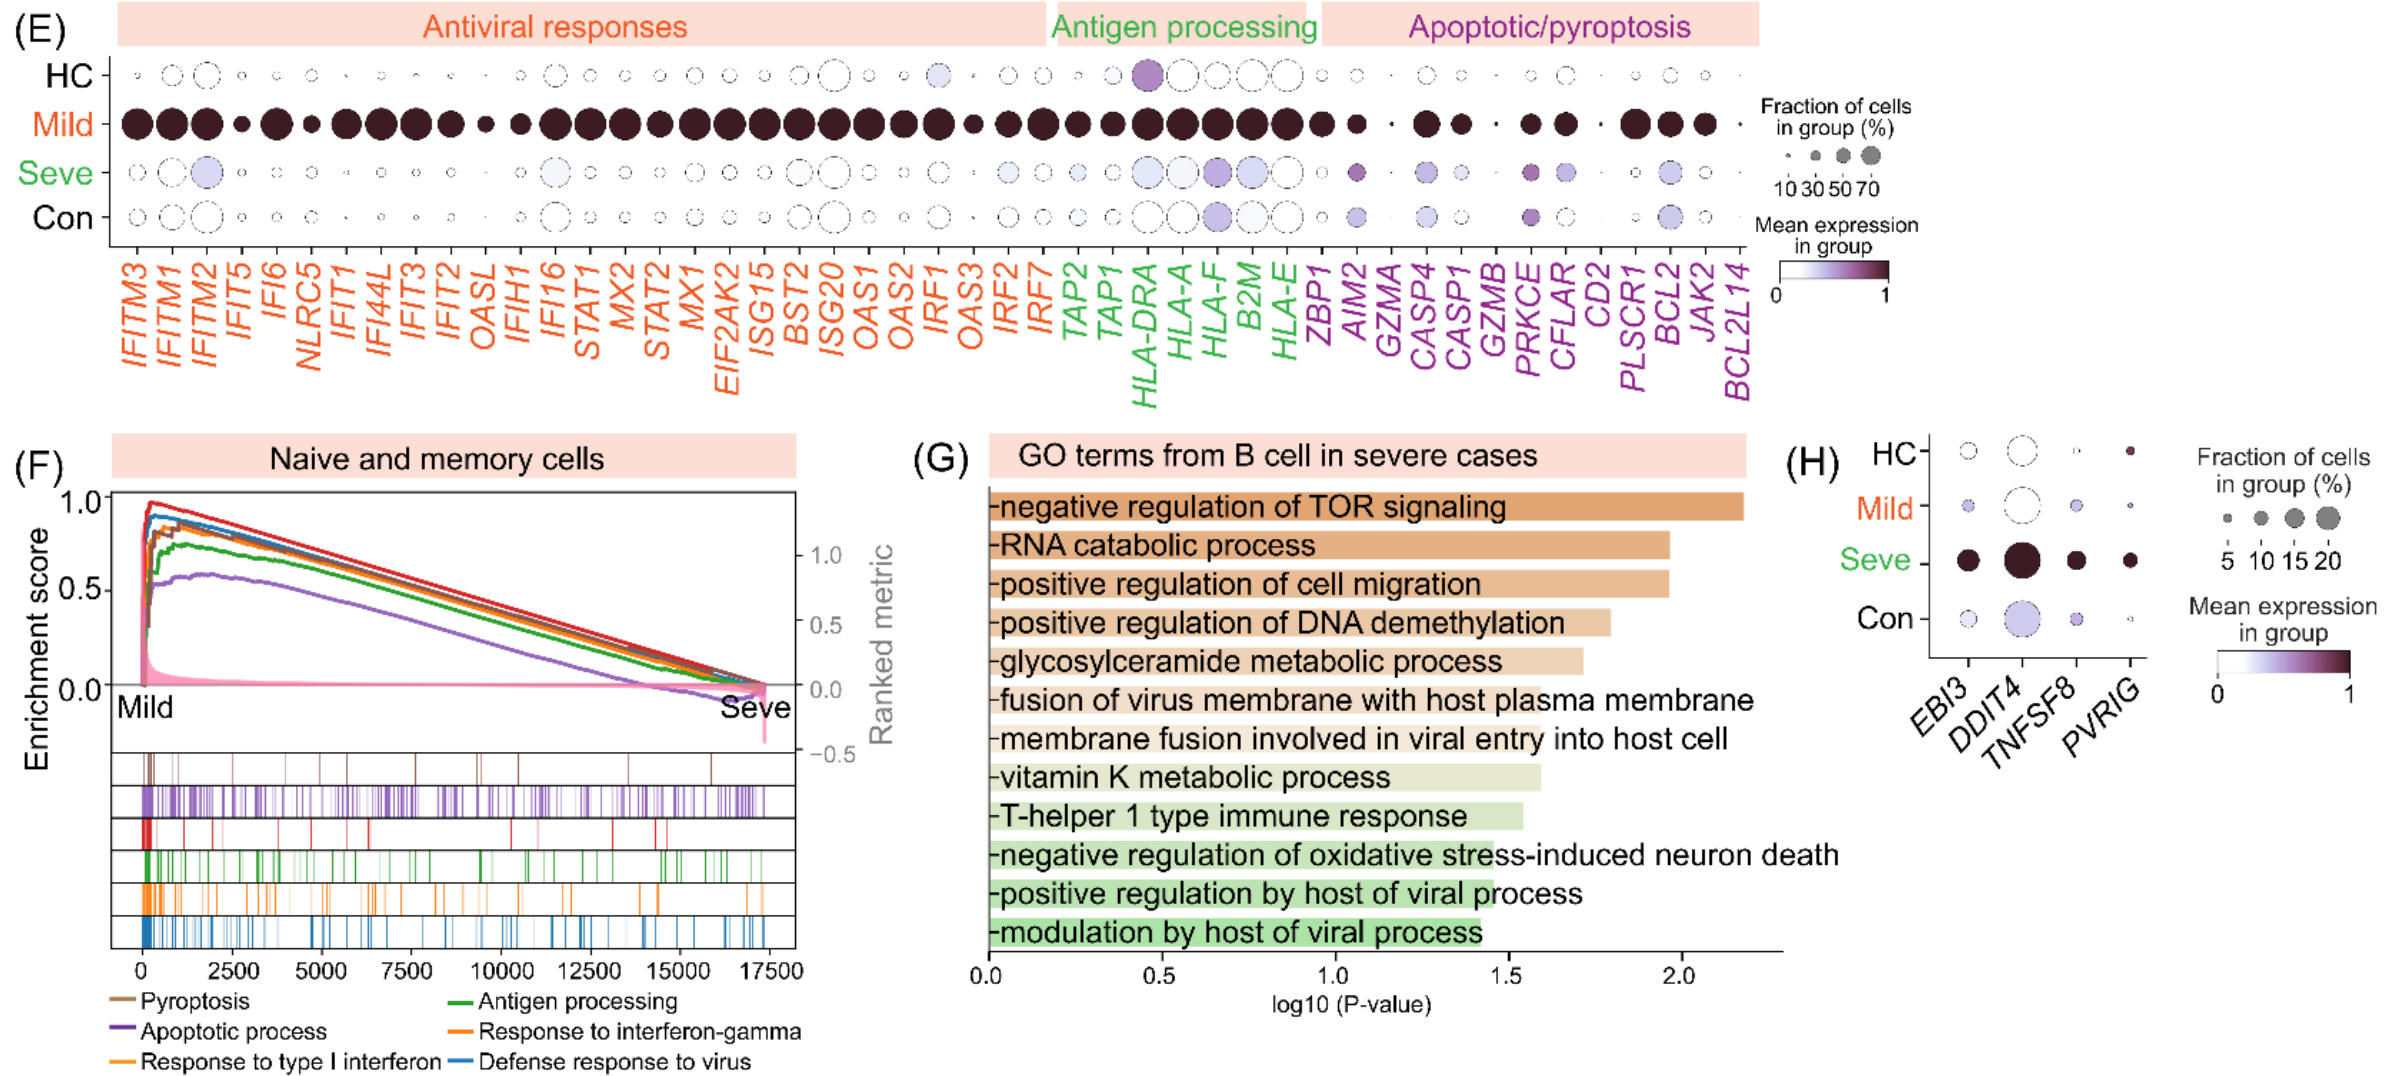 (E)
Antiviral responses
Antigen processing
Apoptotic/pyroptosis
HC
Mild
Seve
Con
Fraction of cells
in group (%)
10 30 50 70
Mean expression
in group
0 1
IFITM3
IFITM1
IFITM2
IFIT5
IFI6
NLRC5
IFIT1
IFI44L
IFIT3
IFIT2
OASL
IFIH1
IFI16
STAT1
MX2
STAT2
MX1
EIF2AK2
ISG15
BST2
ISG20
OAS1
OAS2
IRF1
OAS3
IRF2
IRF7
TAP2
TAP1
HLA-DRA
HLA-A
HLA-F
B2M
HLA-E
ZBP1
AIM2
GZMA
CASP4
CASP1
GZMB
PRKCE
CFLAR
CD2
PLSCR1
BCL2
JAK2
BCL2L14
(F)
Naive and memory cells
Enrichment score
1.0
0.5
0.0
Mild
Seve
1.0
0.5
0.0
−0.5
Ranked metric
0 2500 5000 7500 10000 12500 15000 17500
Pyroptosis
Apoptotic process
Response to type I interferon
Antigen processing
Response to interferon-gamma
Defense response to virus
(G)
GO terms from B cell in severe cases
negative regulation of TOR signaling
RNA catabolic process
positive regulation of cell migration
positive regulation of DNA demethylation
glycosylceramide metabolic process
fusion of virus membrane with host plasma membrane
membrane fusion involved in viral entry into host cell
vitamin K metabolic process
T-helper 1 type immune response
negative regulation of oxidative stress-induced neuron death
positive regulation by host of viral process
modulation by host of viral process
0.0 0.5 1.0 1.5 2.0
log10 (P-value)
(H)
HC
Mild
Seve
Con
EBI3
DDIT4
TNFSF8
PVRIG
Fraction of cells
in group (%)
5 10 15 20
Mean expression
in group
0 1